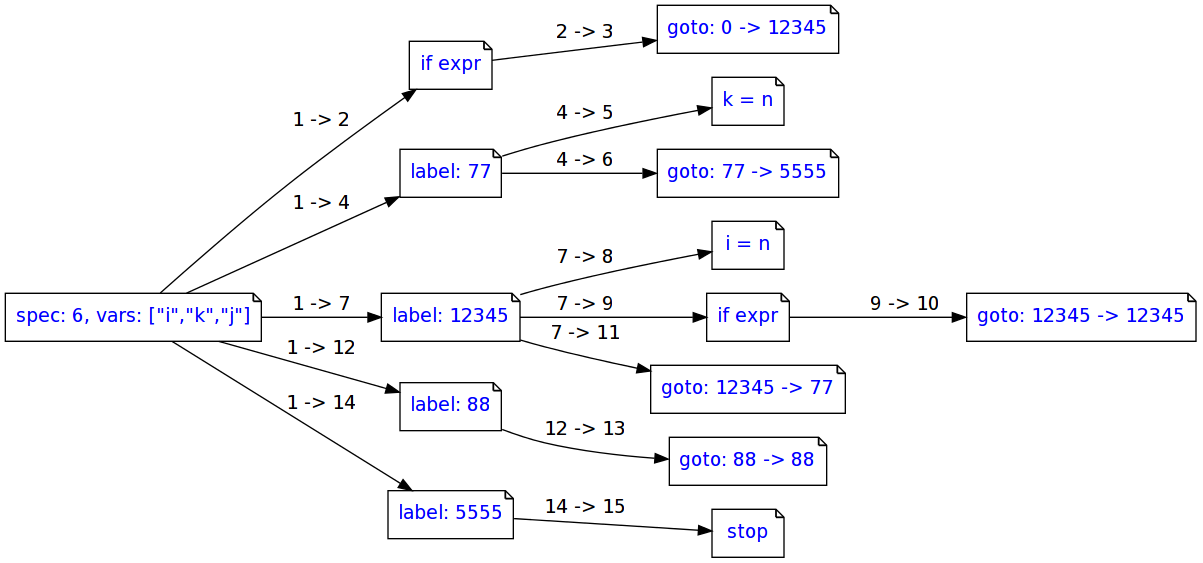 goto: 0 -> 12345
2 -> 3
if expr
k = n
4 -> 5
1 -> 2
4 -> 6
label: 77
goto: 77 -> 5555
1 -> 4
i = n
7 -> 8
spec: 6, vars: ["i","k","j"]
1 -> 7
label: 12345
7 -> 9
if expr
9 -> 10
goto: 12345 -> 12345
7 -> 11
1 -> 12
goto: 12345 -> 77
1 -> 14
label: 88
12 -> 13
goto: 88 -> 88
label: 5555
14 -> 15
stop